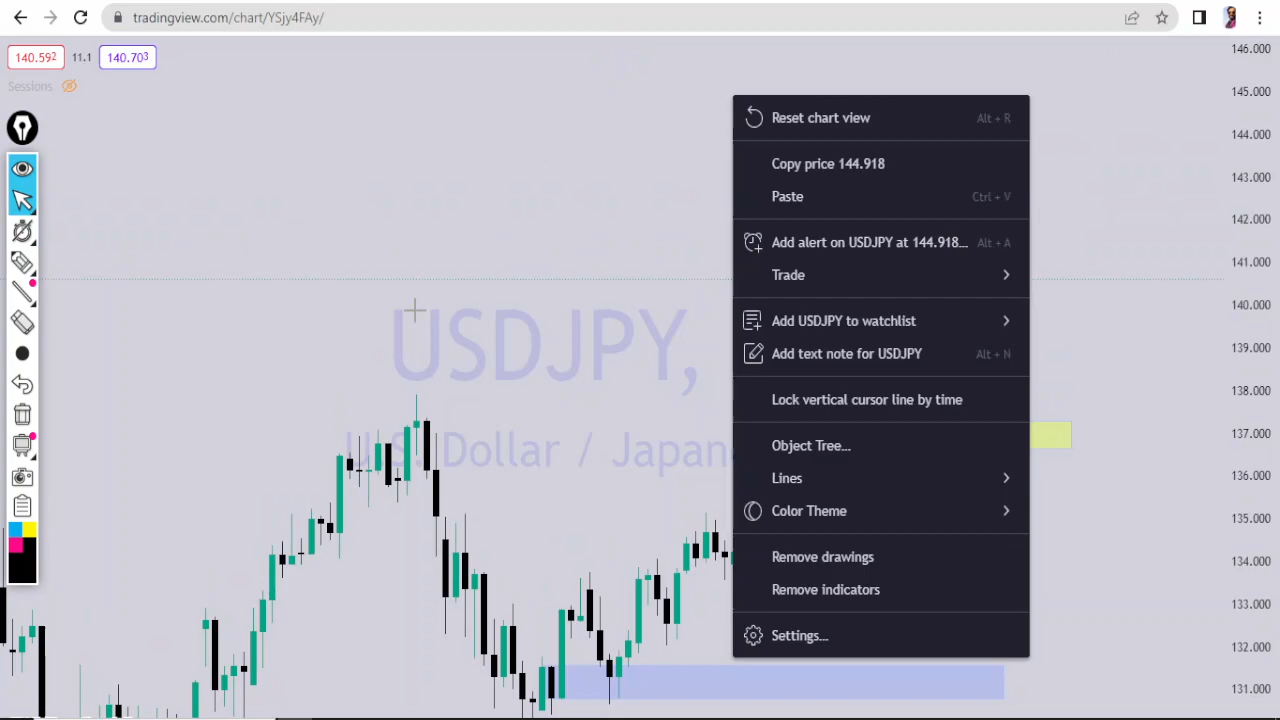 tradingview.com/chart/YSjy4FAy/
140.592 11.1 140.703
Sessions
USDJPY,
U.S. Dollar / Japane
Reset chart view Alt + R
Copy price 144.918
Paste Ctrl + V
Add alert on USDJPY at 144.918... Alt + A
Trade
Add USDJPY to watchlist
Add text note for USDJPY Alt + N
Lock vertical cursor line by time
Object Tree...
Lines
Color Theme
Remove drawings
Remove indicators
Settings...
146.000
145.000
144.000
143.000
142.000
141.000
140.000
139.000
138.000
137.000
136.000
135.000
134.000
133.000
132.000
131.000